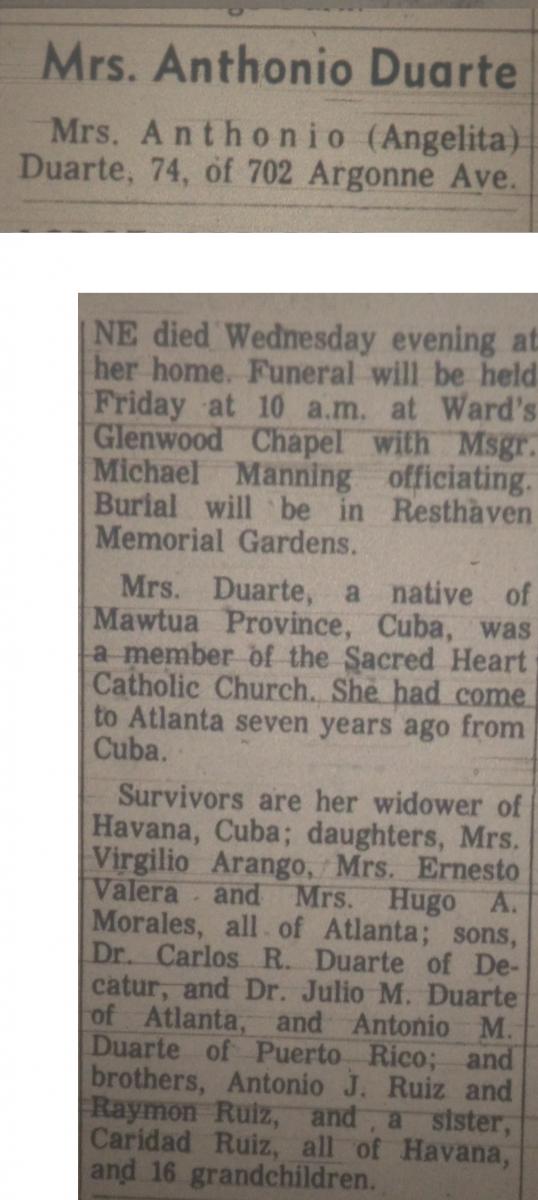 Mrs. Anthonio Duarte
Mrs. Anthonio (Angelita)
Duarte, 74, of 702 Argonne Ave.
NE died Wednesday evening at
her home. Funeral will be held
Friday at 10 a.m. at Ward's
Glenwood Chapel with Msgr.
Michael Manning officiating.
Burial will be in Resthaven
Memorial Gardens.
Mrs. Duarte, a native of
Mawtua Province, Cuba, was
a member of the Sacred Heart
Catholic Church. She had come
to Atlanta seven years ago from
Cuba.
Survivors are her widower of
Havana, Cuba; daughters, Mrs.
Virgilio Arango, Mrs. Ernesto
Valera and Mrs. Hugo A.
Morales, all of Atlanta; sons,
Dr. Carlos R. Duarte of De-
catur, and Dr. Julio M. Duarte
of Atlanta, and Antonio M.
Duarte of Puerto Rico; and
brothers, Antonio J. Ruiz and
Raymon Ruiz, and a sister,
Caridad Ruiz, all of Havana,
and 16 grandchildren.